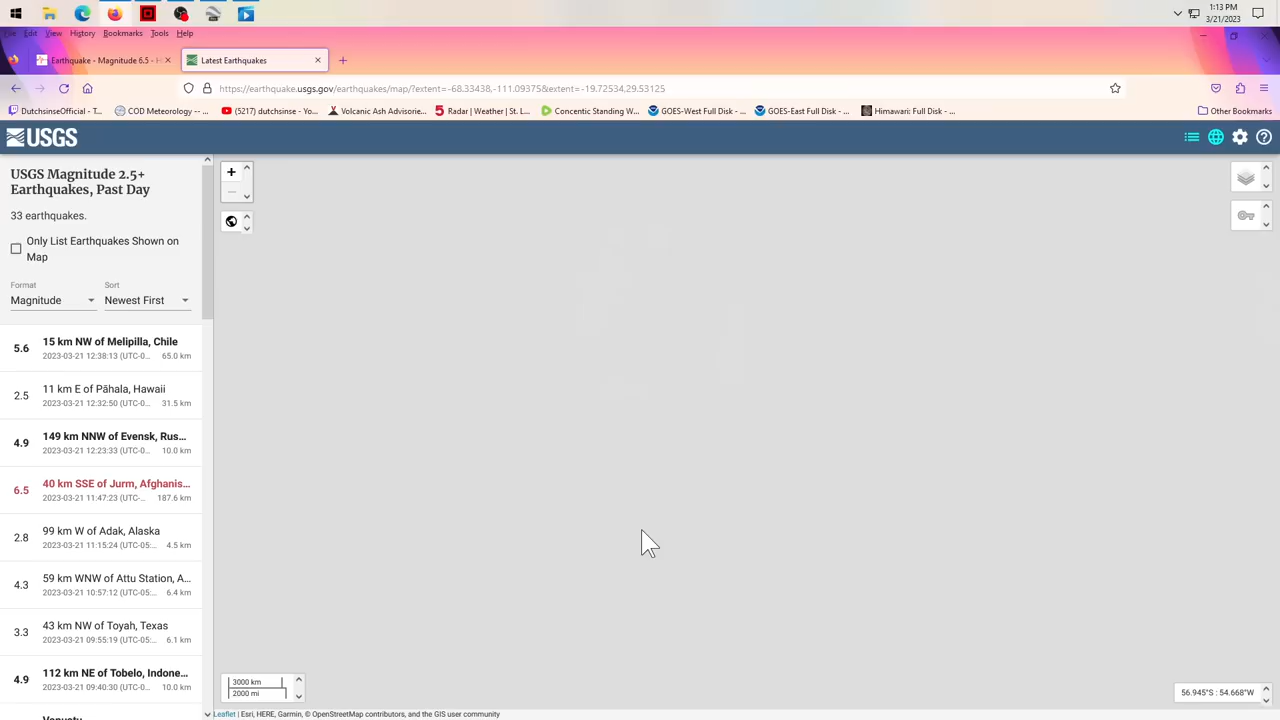 1:13 PM
3/21/2023
File Edit View History Bookmarks Tools Help
Earthquake - Magnitude 6.5 - H
Latest Earthquakes
https://earthquake.usgs.gov/earthquakes/map/?extent=-68.33438,-111.09375&extent=-19.72534,29.53125
DutchsinseOfficial - T... COD Meteorology -- ... (5217) dutchsinse - Yo... Volcanic Ash Advisorie... Radar | Weather | St. L... Concentric Standing W... GOES-West Full Disk - ... GOES-East Full Disk - ... Himawari: Full Disk - ... Other Bookmarks
USGS
USGS Magnitude 2.5+
Earthquakes, Past Day
33 earthquakes.
Only List Earthquakes Shown on
Map
Format Sort
Magnitude Newest First
5.6 15 km NW of Melipilla, Chile
2023-03-21 12:38:13 (UTC-0... 65.0 km
2.5 11 km E of Pāhala, Hawaii
2023-03-21 12:32:50 (UTC-0... 31.5 km
4.9 149 km NNW of Evensk, Rus...
2023-03-21 12:23:33 (UTC-0... 10.0 km
6.5 40 km SSE of Jurm, Afghanis...
2023-03-21 11:47:23 (UTC-... 187.6 km
2.8 99 km W of Adak, Alaska
2023-03-21 11:15:24 (UTC-05:... 4.5 km
4.3 59 km WNW of Attu Station, A...
2023-03-21 10:57:12 (UTC-05:... 6.4 km
3.3 43 km NW of Toyah, Texas
2023-03-21 09:55:19 (UTC-05:... 6.1 km
4.9 112 km NE of Tobelo, Indone...
2023-03-21 09:40:30 (UTC-0... 10.0 km
Vanuatu
3000 km
2000 mi
56.945°S : 54.668°W
Leaflet | Esri, HERE, Garmin, © OpenStreetMap contributors, and the GIS user community